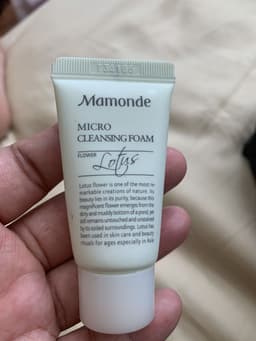 Mamonde
MICRO
CLEANSING FOAM
FLOWER Lotus
Lotus flower is one of the most re-
markable creations of nature. Its
beauty lies in its purity, because this
magnificent flower emerges from the
dirty and muddy bottom of a pond, yet
still remains untouched and unstained
by its soiled surroundings. Lotus has
been used in skin care and beauty
rituals for ages especially in Asia